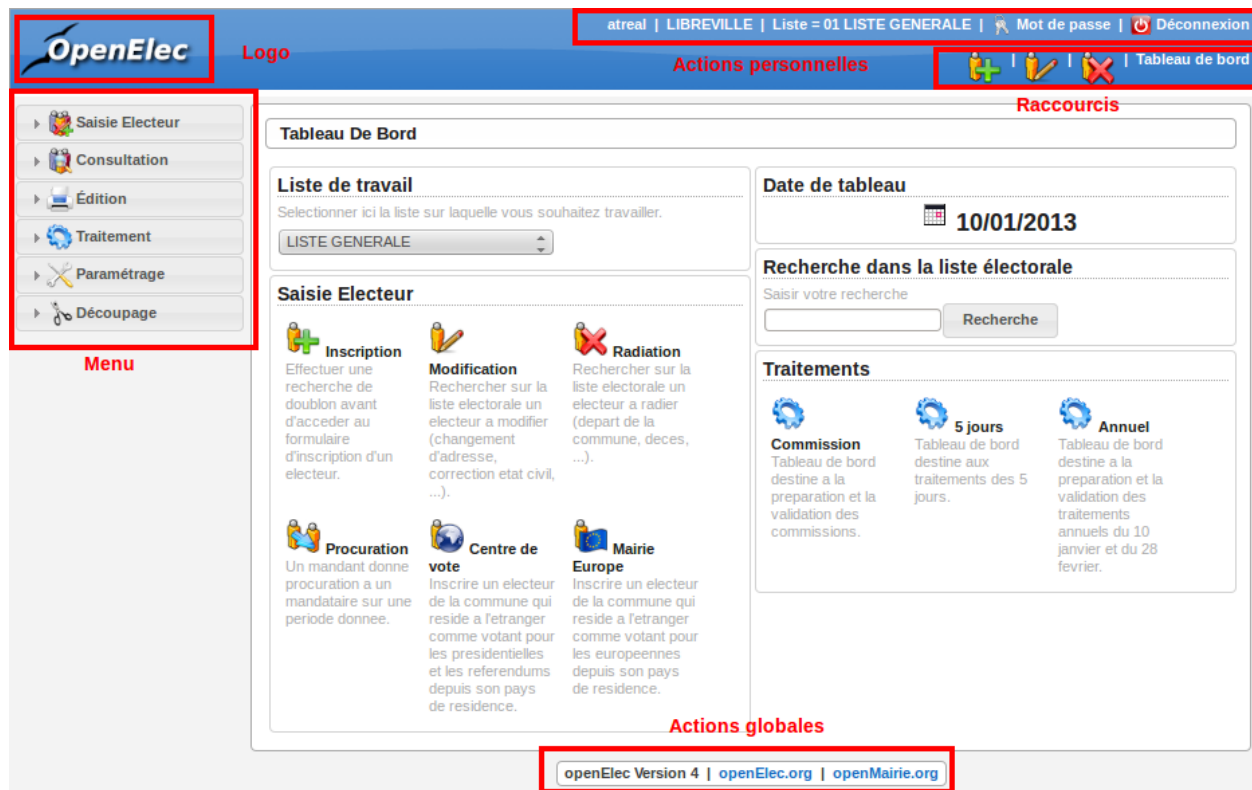 atreal | LIBREVILLE | Liste = 01 LISTE GENERALE | Mot de passe | Déconnexion
OpenElec
Logo
Actions personnelles
| | | Tableau de bord
Raccourcis
Saisie Electeur
Consultation
Édition
Traitement
Paramétrage
Découpage
Menu
Tableau De Bord
Liste de travail
Selectionner ici la liste sur laquelle vous souhaitez travailler.
LISTE GENERALE
Saisie Electeur
Inscription
Effectuer une
recherche de
doublon avant
d'acceder au
formulaire
d'inscription d'un
electeur.
Modification
Rechercher sur la
liste electorale un
electeur a modifier
(changement
d'adresse,
correction etat civil,
...).
Radiation
Rechercher sur la
liste electorale un
electeur a radier
(depart de la
commune, deces,
...).
Procuration
Un mandant donne
procuration a un
mandataire sur une
periode donnee.
Centre de
vote
Inscrire un electeur
de la commune qui
reside a l'etranger
comme votant pour
les presidentielles
et les referendums
depuis son pays
de residence.
Mairie
Europe
Inscrire un electeur
de la commune qui
reside a l'etranger
comme votant pour
les europeennes
depuis son pays
de residence.
Date de tableau
10/01/2013
Recherche dans la liste électorale
Saisir votre recherche
Recherche
Traitements
Commission
Tableau de bord
destine a la
preparation et la
validation des
commissions.
5 jours
Tableau de bord
destine aux
traitements des 5
jours.
Annuel
Tableau de bord
destine a la
preparation et la
validation des
traitements
annuels du 10
janvier et du 28
fevrier.
Actions globales
openElec Version 4 | openElec.org | openMairie.org